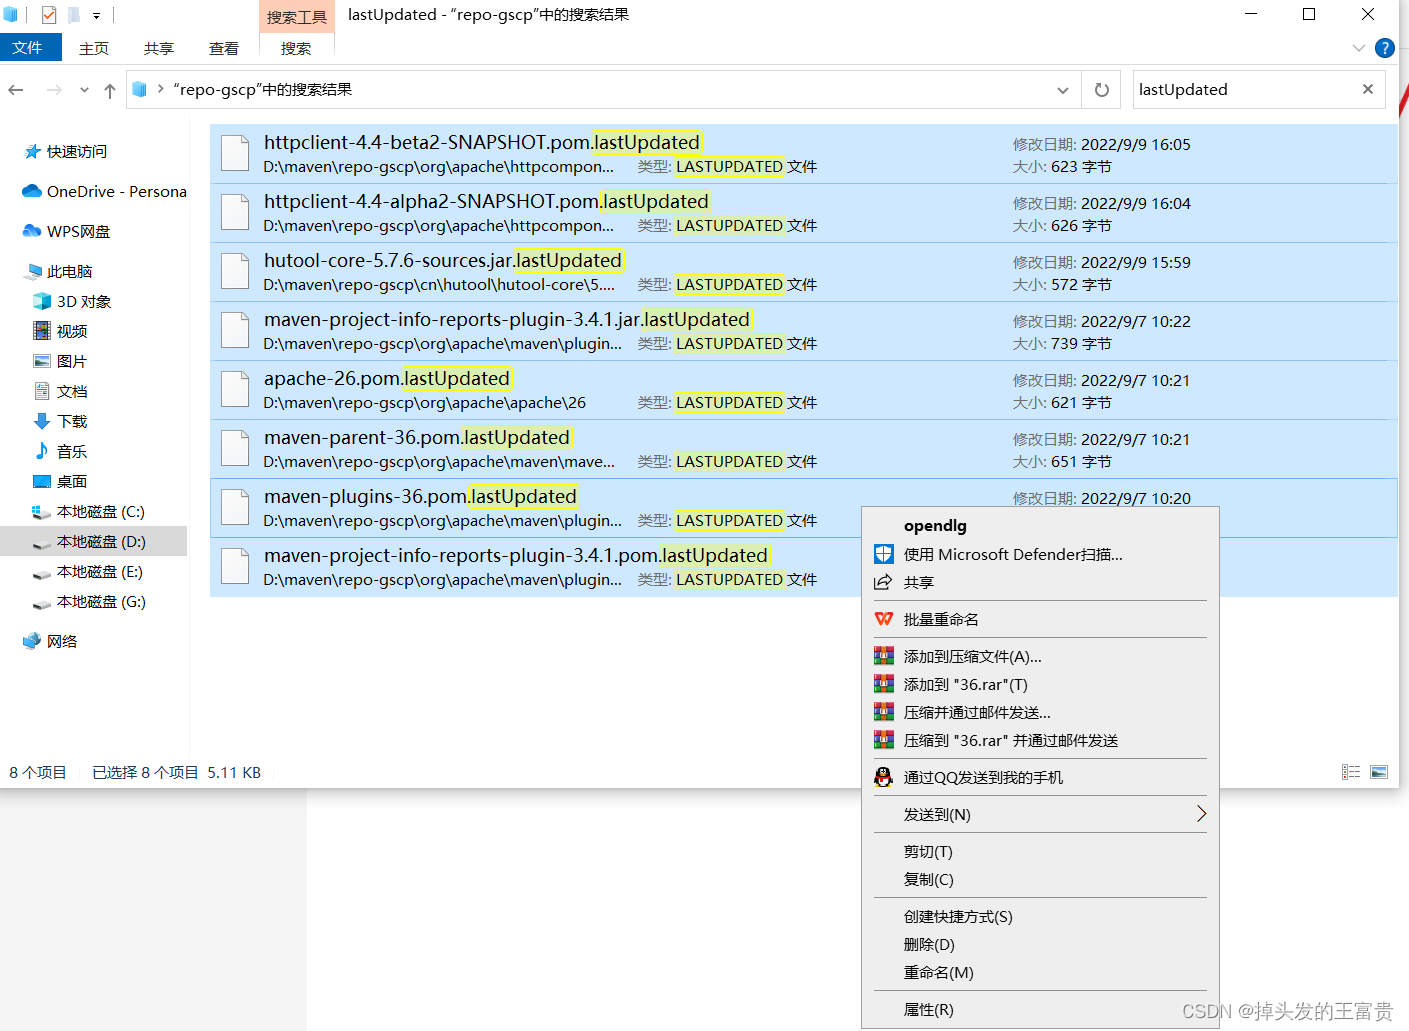 搜索工具
lastUpdated - “repo-gscp”中的搜索结果
文件
主页
共享
查看
搜索
“repo-gscp”中的搜索结果
lastUpdated
快速访问
OneDrive - Persona
WPS网盘
此电脑
3D 对象
视频
图片
文档
下载
音乐
桌面
本地磁盘 (C:)
本地磁盘 (D:)
本地磁盘 (E:)
本地磁盘 (G:)
网络
httpclient-4.4-beta2-SNAPSHOT.pom.lastUpdated
修改日期: 2022/9/9 16:05
D:\maven\repo-gscp\org\apache\httpcompon... 类型: LASTUPDATED 文件
大小: 623 字节
httpclient-4.4-alpha2-SNAPSHOT.pom.lastUpdated
修改日期: 2022/9/9 16:04
D:\maven\repo-gscp\org\apache\httpcompon... 类型: LASTUPDATED 文件
大小: 626 字节
hutool-core-5.7.6-sources.jar.lastUpdated
修改日期: 2022/9/9 15:59
D:\maven\repo-gscp\cn\hutool\hutool-core\5.... 类型: LASTUPDATED 文件
大小: 572 字节
maven-project-info-reports-plugin-3.4.1.jar.lastUpdated
修改日期: 2022/9/7 10:22
D:\maven\repo-gscp\org\apache\maven\plugin... 类型: LASTUPDATED 文件
大小: 739 字节
apache-26.pom.lastUpdated
修改日期: 2022/9/7 10:21
D:\maven\repo-gscp\org\apache\apache\26 类型: LASTUPDATED 文件
大小: 621 字节
maven-parent-36.pom.lastUpdated
修改日期: 2022/9/7 10:21
D:\maven\repo-gscp\org\apache\maven\mave... 类型: LASTUPDATED 文件
大小: 651 字节
maven-plugins-36.pom.lastUpdated
修改日期: 2022/9/7 10:20
D:\maven\repo-gscp\org\apache\maven\plugin... 类型: LASTUPDATED 文件
maven-project-info-reports-plugin-3.4.1.pom.lastUpdated
D:\maven\repo-gscp\org\apache\maven\plugin... 类型: LASTUPDATED 文件
opendlg
使用 Microsoft Defender扫描...
共享
批量重命名
添加到压缩文件(A)...
添加到 "36.rar"(T)
压缩并通过邮件发送...
压缩到 "36.rar" 并通过邮件发送
通过QQ发送到我的手机
发送到(N)
剪切(T)
复制(C)
创建快捷方式(S)
删除(D)
重命名(M)
属性(R)
8 个项目
已选择 8 个项目 5.11 KB
CSDN @掉头发的王富贵